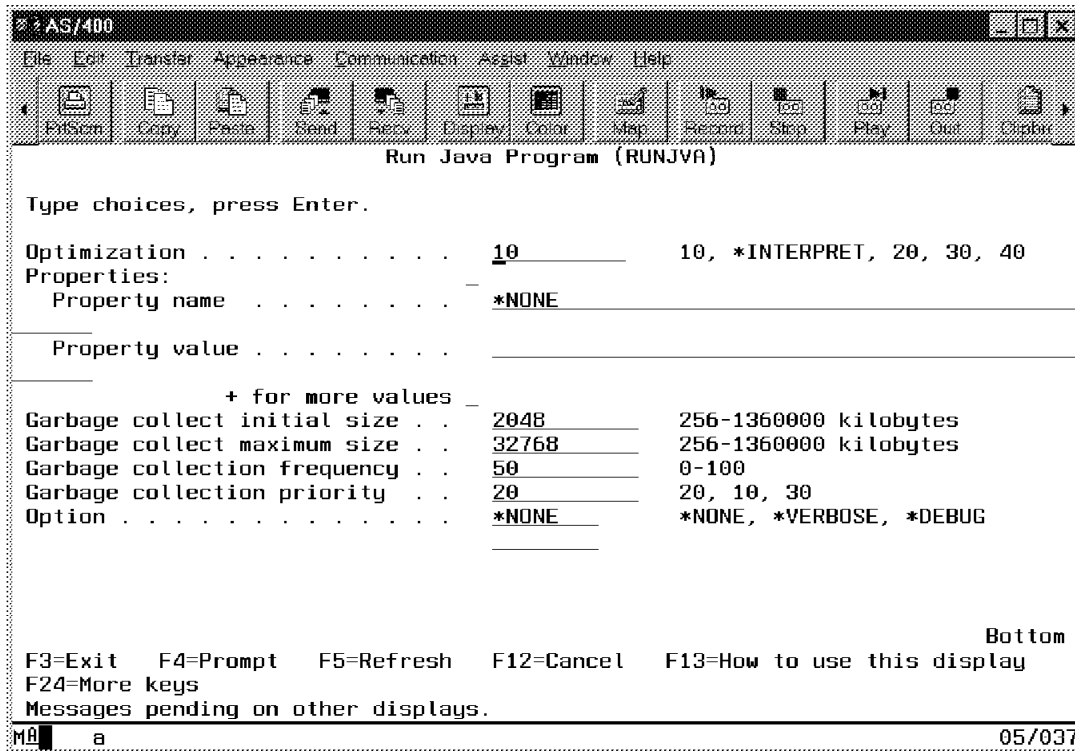 AS/400
File Edit Transfer Appearance Communication Assist Window Help
PrtScrn Copy Paste Send Recv Display Color Map Record Stop Play Quit Clipbrd
Run Java Program (RUNJVA)
Type choices, press Enter.
Optimization . . . . . . . . . . 10 10, *INTERPRET, 20, 30, 40
Properties: _
Property name . . . . . . . . *NONE
Property value . . . . . . . .
+ for more values _
Garbage collect initial size . . 2048 256-1360000 kilobytes
Garbage collect maximum size . . 32768 256-1360000 kilobytes
Garbage collection frequency . . 50 0-100
Garbage collection priority . . 20 20, 10, 30
Option . . . . . . . . . . . . . *NONE *NONE, *VERBOSE, *DEBUG
Bottom
F3=Exit F4=Prompt F5=Refresh F12=Cancel F13=How to use this display
F24=More keys
Messages pending on other displays.
MA a 05/037